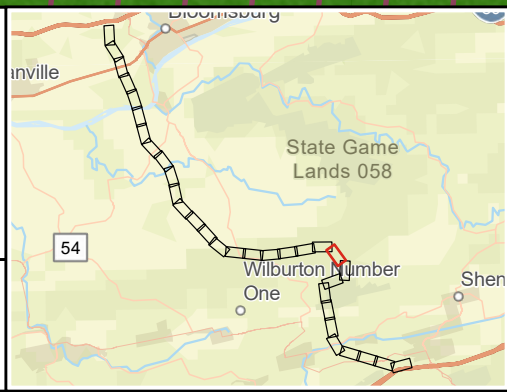 Bloomsburg
anville
State Game
Lands 058
54
Wilburton Number
One
Shen